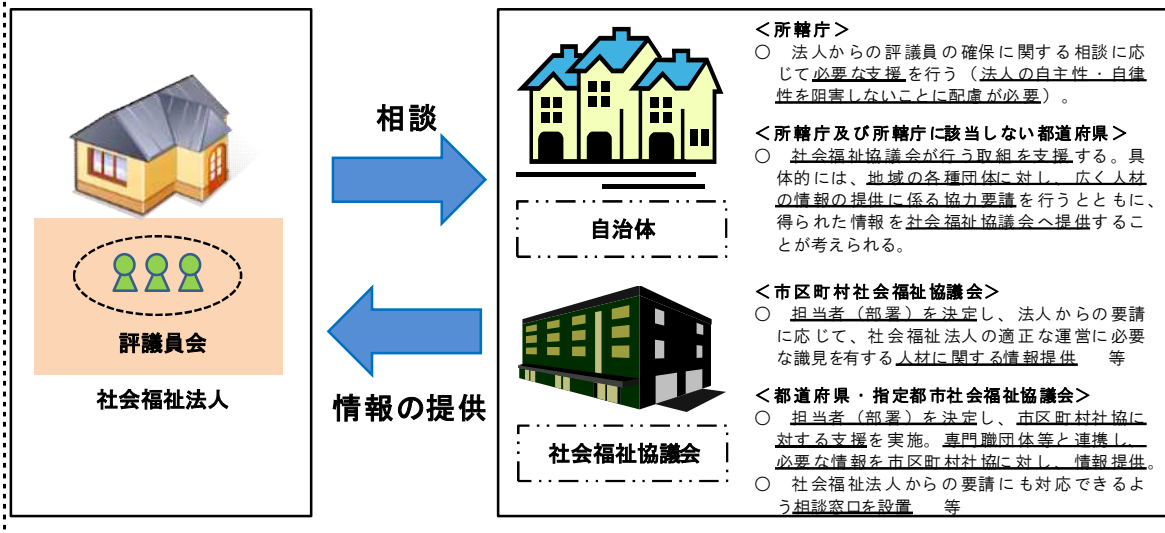 評議員会
社会福祉法人
相談
情報の提供
自治体
社会福祉協議会
＜所轄庁＞
○　法人からの評議員の確保に関する相談に応
じて必要な支援を行う（法人の自主性・自律
性を阻害しないことに配慮が必要）。
＜所轄庁及び所轄庁に該当しない都道府県＞
○　社会福祉協議会が行う取組を支援する。具
体的には、地域の各種団体に対し、広く人材
の情報の提供に係る協力要請を行うとともに、
得られた情報を社会福祉協議会へ提供するこ
とが考えられる。
＜市区町村社会福祉協議会＞
○　担当者（部署）を決定し、法人からの要請
に応じて、社会福祉法人の適正な運営に必要
な識見を有する人材に関する情報提供　等
＜都道府県・指定都市社会福祉協議会＞
○　担当者（部署）を決定し、市区町村社協に
対する支援を実施。専門職団体等と連携し、
必要な情報を市区町村社協に対し、情報提供。
○　社会福祉法人からの要請にも対応できるよ
う相談窓口を設置　等